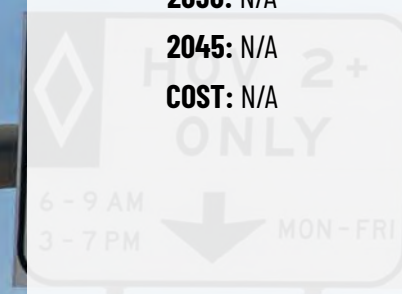 N/A
2045: N/A
COST: N/A
HOV 2+
ONLY
6 - 9 AM
3 - 7 PM
MON-FRI